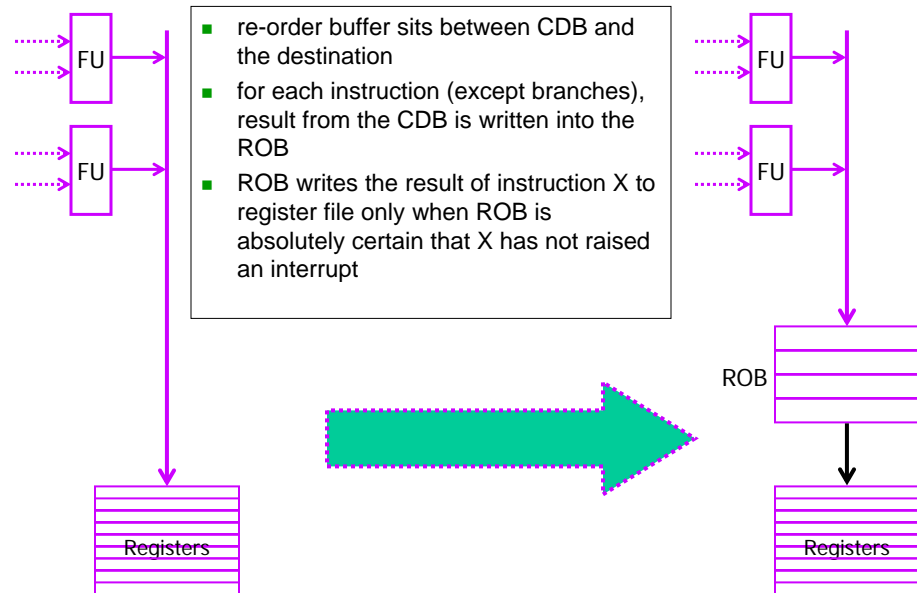 FU
FU
Registers
re-order buffer sits between CDB and
the destination
for each instruction (except branches),
result from the CDB is written into the
ROB
ROB writes the result of instruction X to
register file only when ROB is
absolutely certain that X has not raised
an interrupt
FU
FU
ROB
Registers